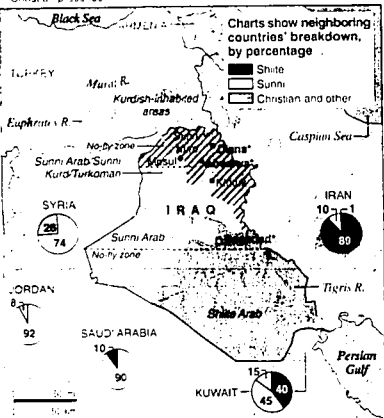 Black Sea
Charts show neighboring
countries' breakdown,
by percentage
Shiite
Sunni
Christian and other
TURKEY
Murat R.
Kurdish-inhabited
areas
Euphrates R.
Caspian Sea
No-fly zone
Mosul
Sunni Arab/Sunni
Kurd/Turkoman
SYRIA
26
74
IRAQ
IRAN
10
1
89
Sunni Arab
No-fly zone
Tigris R.
JORDAN
8
92
Shiite Arab
SAUDI ARABIA
10
90
Persian
Gulf
KUWAIT
15
40
45
50 km